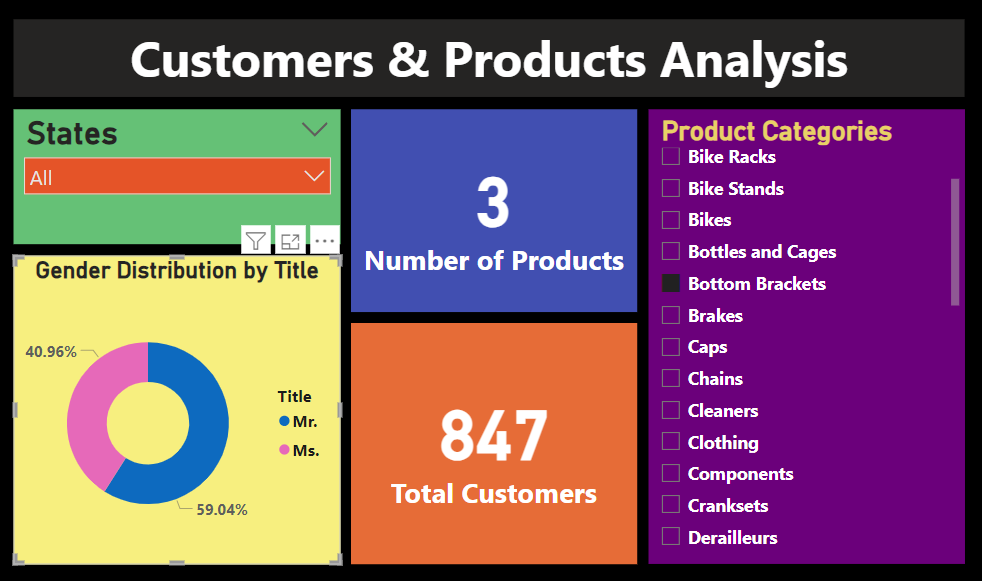 Customers & Products Analysis
States
All
Gender Distribution by Title
40.96%
59.04%
Title
Mr.
Ms.
3
Number of Products
847
Total Customers
Product Categories
Bike Racks
Bike Stands
Bikes
Bottles and Cages
Bottom Brackets
Brakes
Caps
Chains
Cleaners
Clothing
Components
Cranksets
Derailleurs